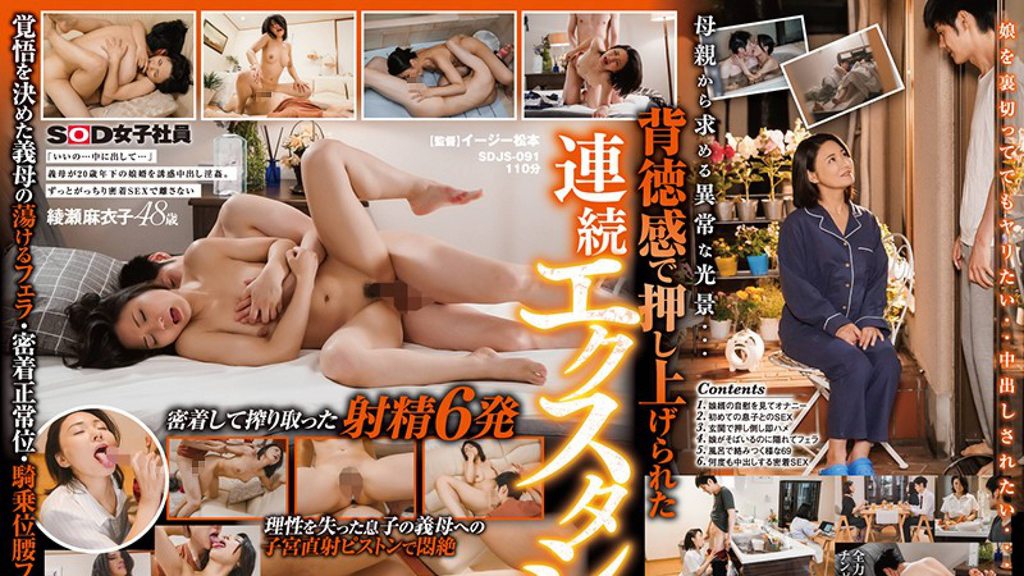 娘を裏切ってでもヤリたい…中出しされたい…
母親から求める異常な光景‥‥
背徳感で押し上げられた
連続エクスタシ
[監督]イージー松本
SDJS-091
110分
SOD女子社員
「いいの…中に出して…」
義母が20歳年下の娘婿を誘惑中出し淫姦。
ずっとがっちり密着SEXで離さない
綾瀬麻衣子48歳
覚悟を決めた義母の蕩けるフェラ・密着正常位・騎乗位腰フ
密着して搾り取った射精6発
理性を失った息子の義母への
子宮直射ピストンで悶絶
Contents
1. 娘婿の自慰を見てオナニー
2. 初めての息子とのSEX
3. 玄関で押し倒し即ハメ
4. 娘がそばいるのに隠れてフェラ
5. 風呂で絡みつく様な69
6. 何度も中出しする密着SEX
全力